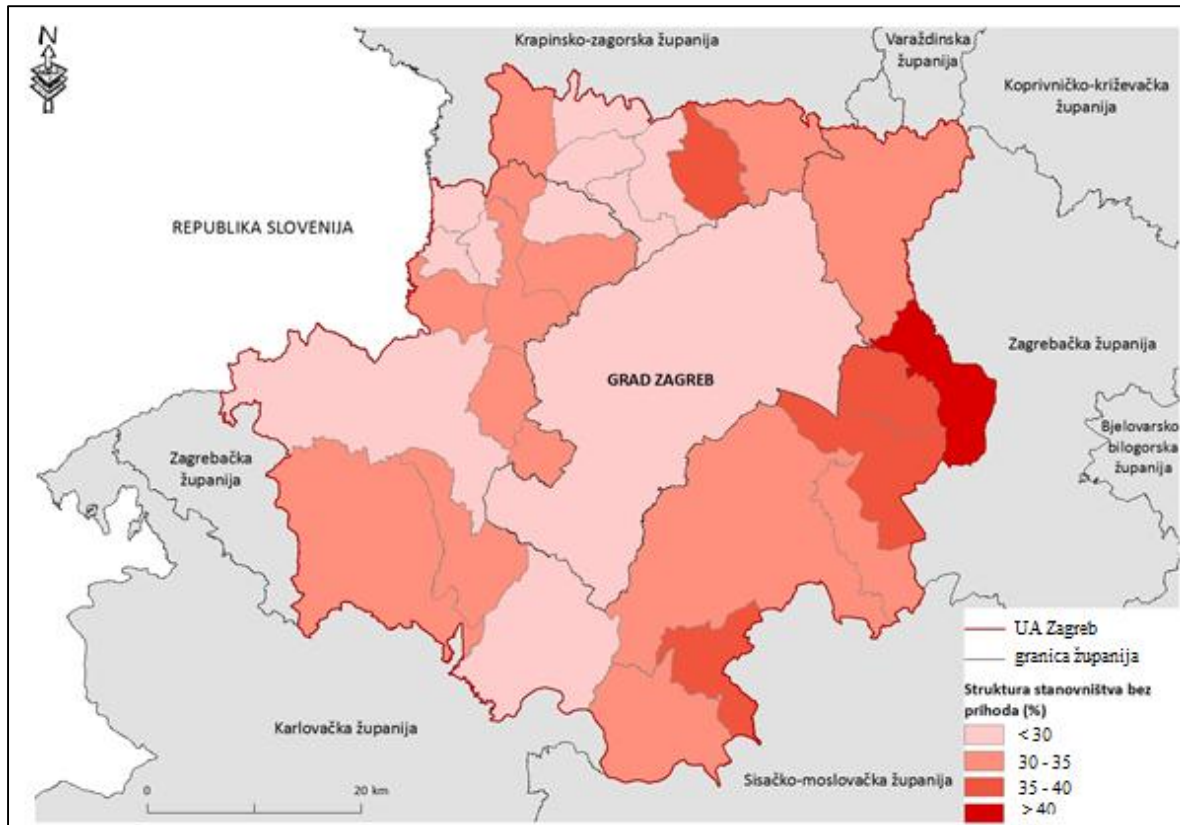 N
Krapinsko-zagorska županija
Varaždinska
županija
Koprivničko-križevačka
županija
REPUBLIKA SLOVENIJA
Zagrebačka županija
GRAD ZAGREB
Bjelovarsko
bilogorska
županija
Zagrebačka
županija
Karlovačka županija
Sisačko-moslovačka županija
0
20 km
UA Zagreb
granica županija
Struktura stanovništva bez
prihoda (%)
< 30
30 - 35
35 - 40
> 40